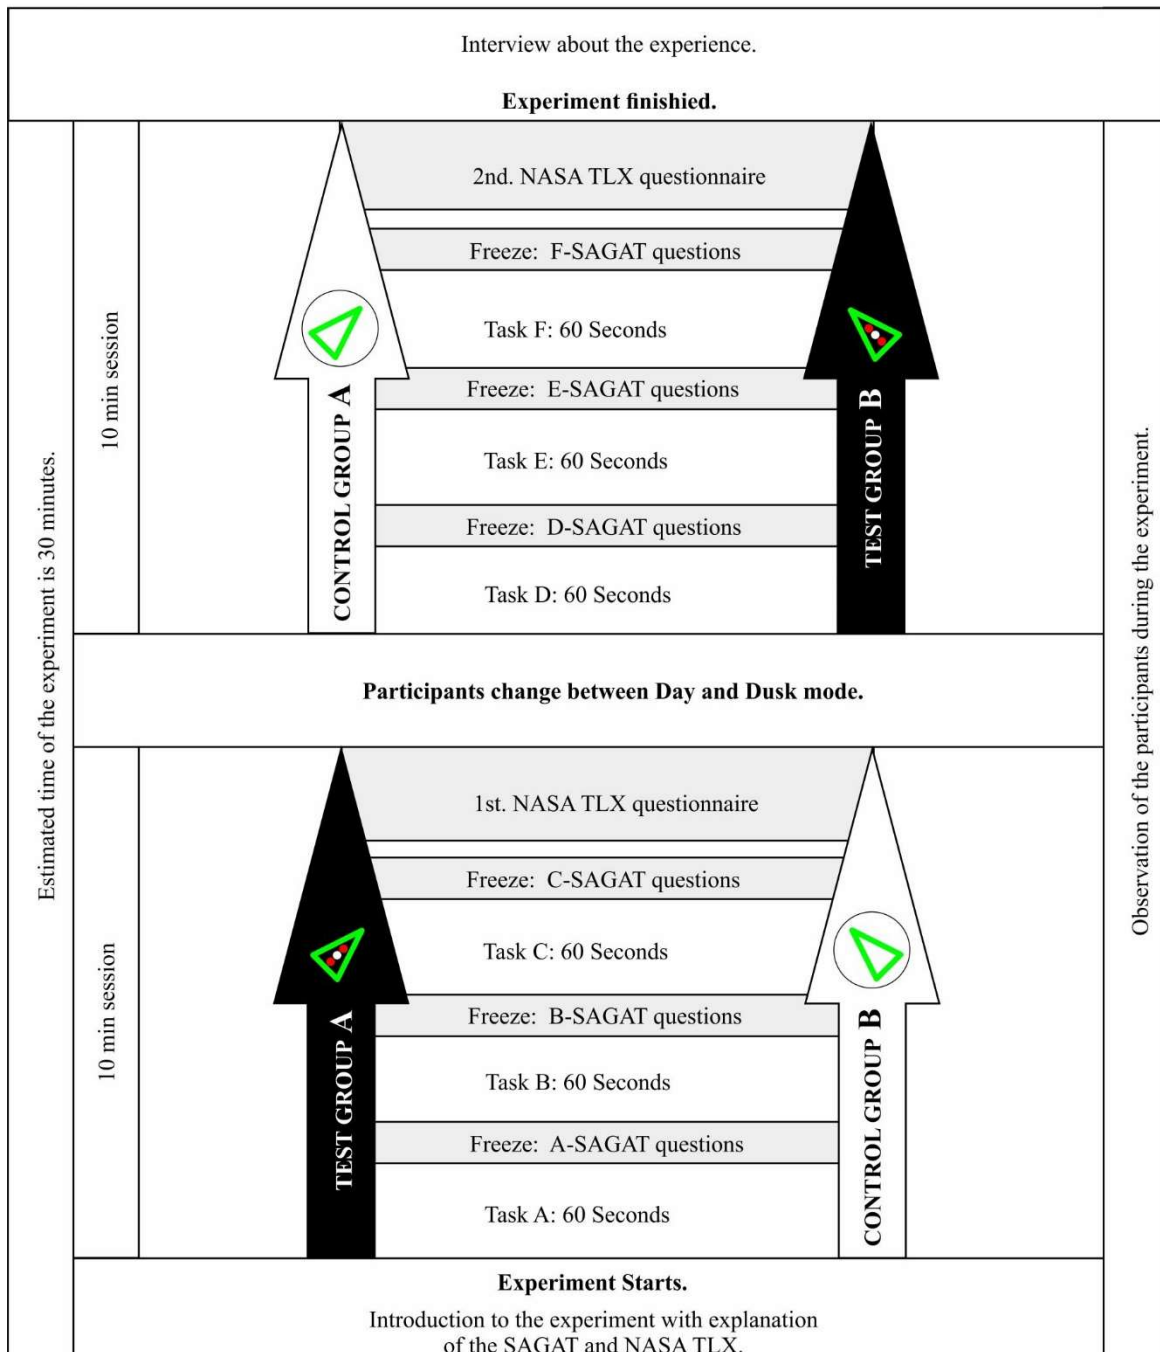 Interview about the experience.
Experiment finishied.
2nd. NASA TLX questionnaire
Freeze:  F-SAGAT questions
Task F: 60 Seconds
Freeze:  E-SAGAT questions
Task E: 60 Seconds
Freeze:  D-SAGAT questions
Task D: 60 Seconds
10 min session
CONTROL GROUP A
TEST GROUP B
Estimated time of the experiment is 30 minutes.
Observation of the participants during the experiment.
Participants change between Day and Dusk mode.
1st. NASA TLX questionnaire
Freeze:  C-SAGAT questions
Task C: 60 Seconds
Freeze:  B-SAGAT questions
Task B: 60 Seconds
Freeze:  A-SAGAT questions
Task A: 60 Seconds
10 min session
TEST GROUP A
CONTROL GROUP B
Experiment Starts.
Introduction to the experiment with explanation
of the SAGAT and NASA TLX.